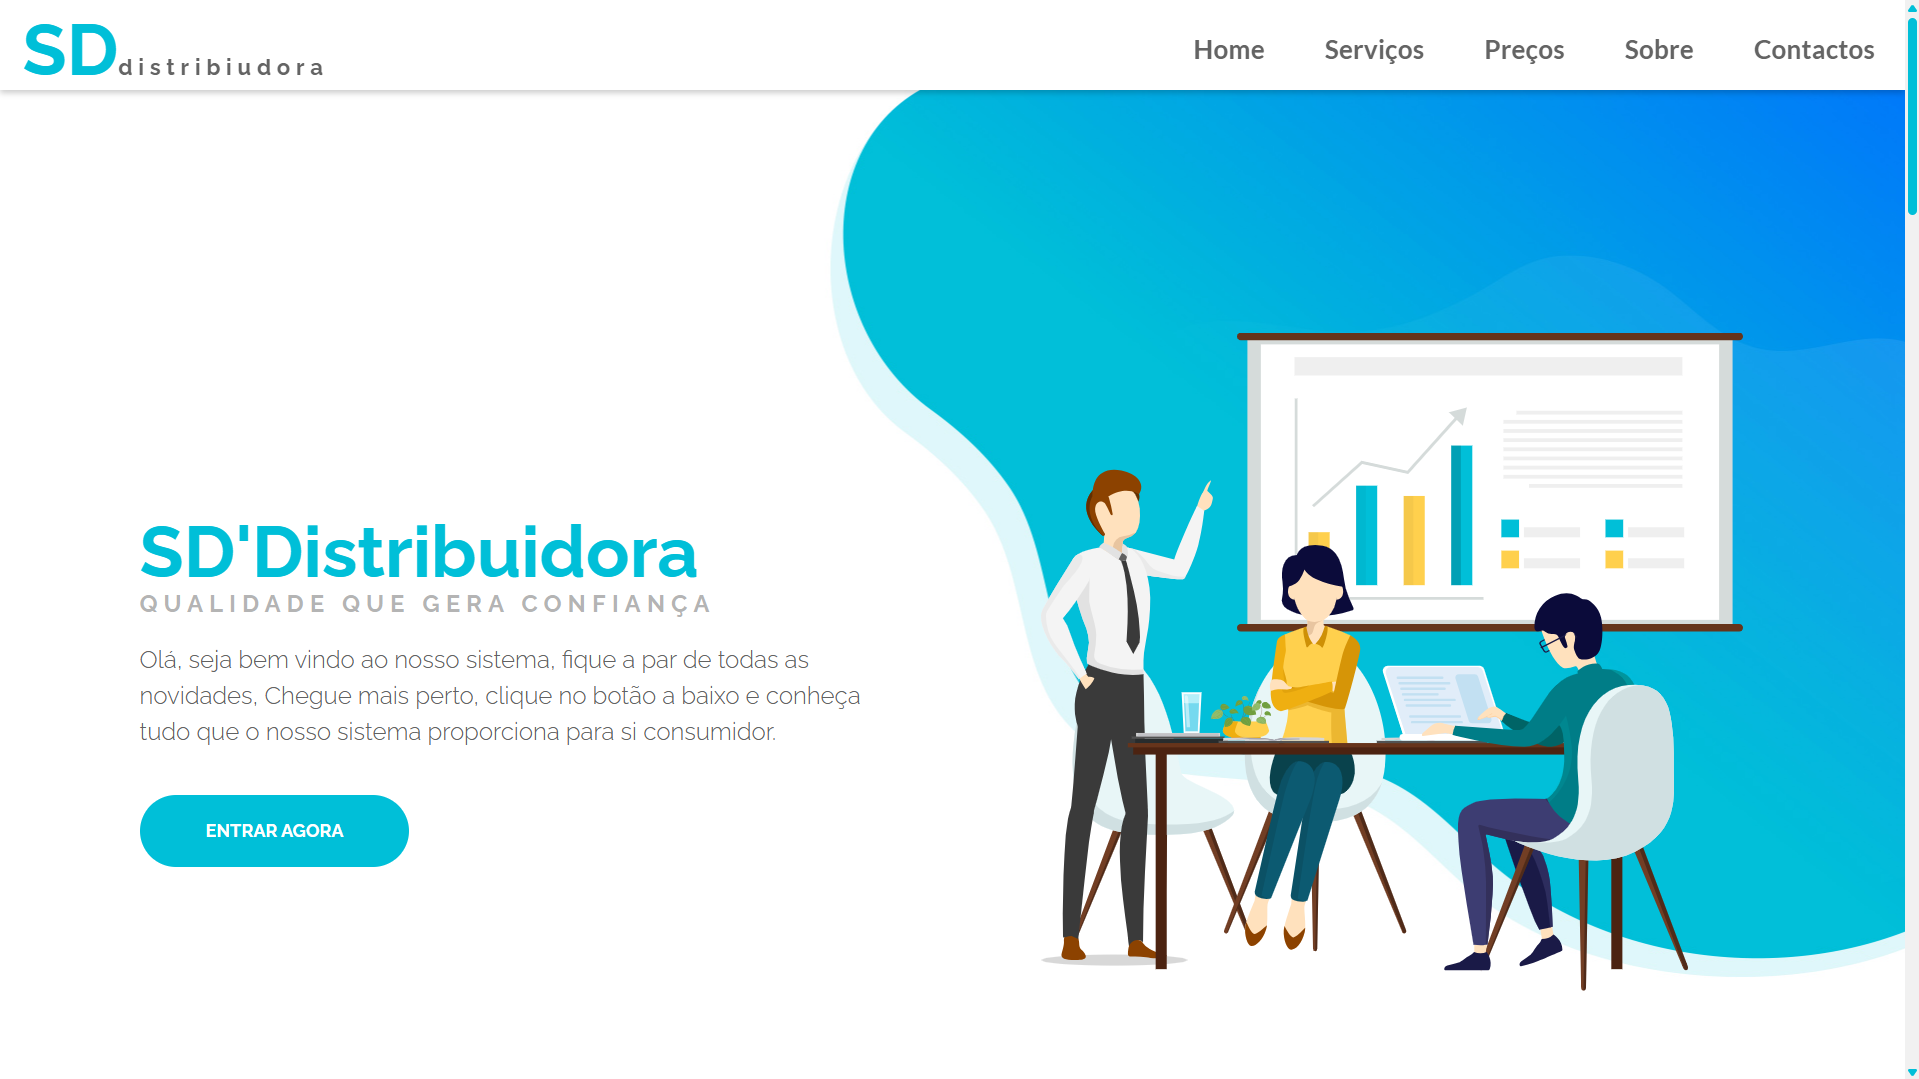 SDdistribiudora
Home Serviços Preços Sobre Contactos
SD'Distribuidora
QUALIDADE QUE GERA CONFIANÇA
Olá, seja bem vindo ao nosso sistema, fique a par de todas as
novidades, Chegue mais perto, clique no botão a baixo e conheça
tudo que o nosso sistema proporciona para si consumidor.
ENTRAR AGORA